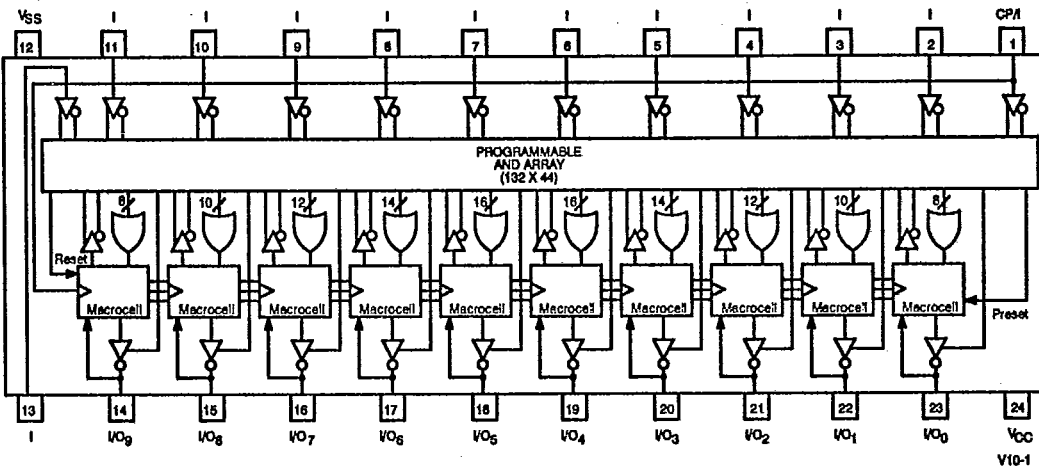 VSS I I I I I I I I I I CP/I
12 11 10 9 8 7 6 5 4 3 2 1
PROGRAMMABLE
AND ARRAY
(132 X 44)
8 10 12 14 16 16 14 12 10 8
Reset
Macrocell Macrocell Macrocell Macrocell Macrocell Macrocell Macrocell Macrocell Macrocell Macrocell
Preset
13 14 15 16 17 18 19 20 21 22 23 24
I I/O9 I/O8 I/O7 I/O6 I/O5 I/O4 I/O3 I/O2 I/O1 I/O0 VCC
V10-1